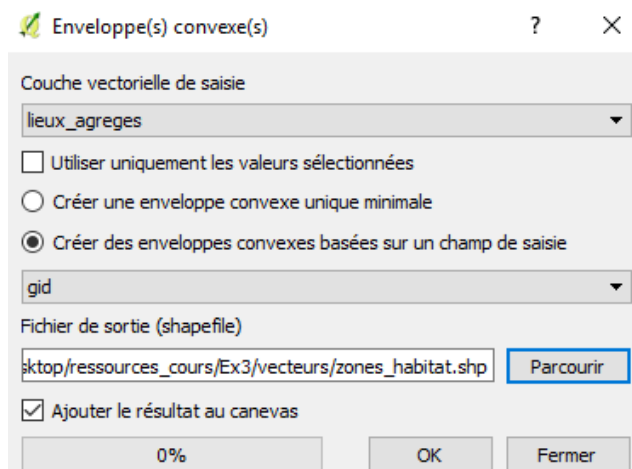 Enveloppe(s) convexe(s)
?
Couche vectorielle de saisie
lieux_agreges
Utiliser uniquement les valeurs sélectionnées
Créer une enveloppe convexe unique minimale
Créer des enveloppes convexes basées sur un champ de saisie
gid
Fichier de sortie (shapefile)
sktop/ressources_cours/Ex3/vecteurs/zones_habitat.shp Parcourir
Ajouter le résultat au canevas
0% OK Fermer